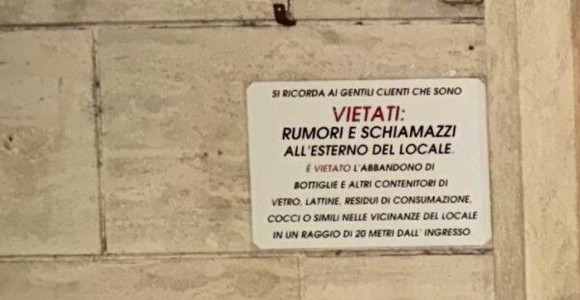 SI RICORDA AI GENTILI CLIENTI CHE SONO
VIETATI:
RUMORI E SCHIAMAZZI
ALL'ESTERNO DEL LOCALE.
È VIETATO L'ABBANDONO DI
BOTTIGLIE E ALTRI CONTENITORI DI
VETRO, LATTINE, RESIDUI DI CONSUMAZIONE,
COCCI O SIMILI NELLE VICINANZE DEL LOCALE
IN UN RAGGIO DI 20 METRI DALL' INGRESSO